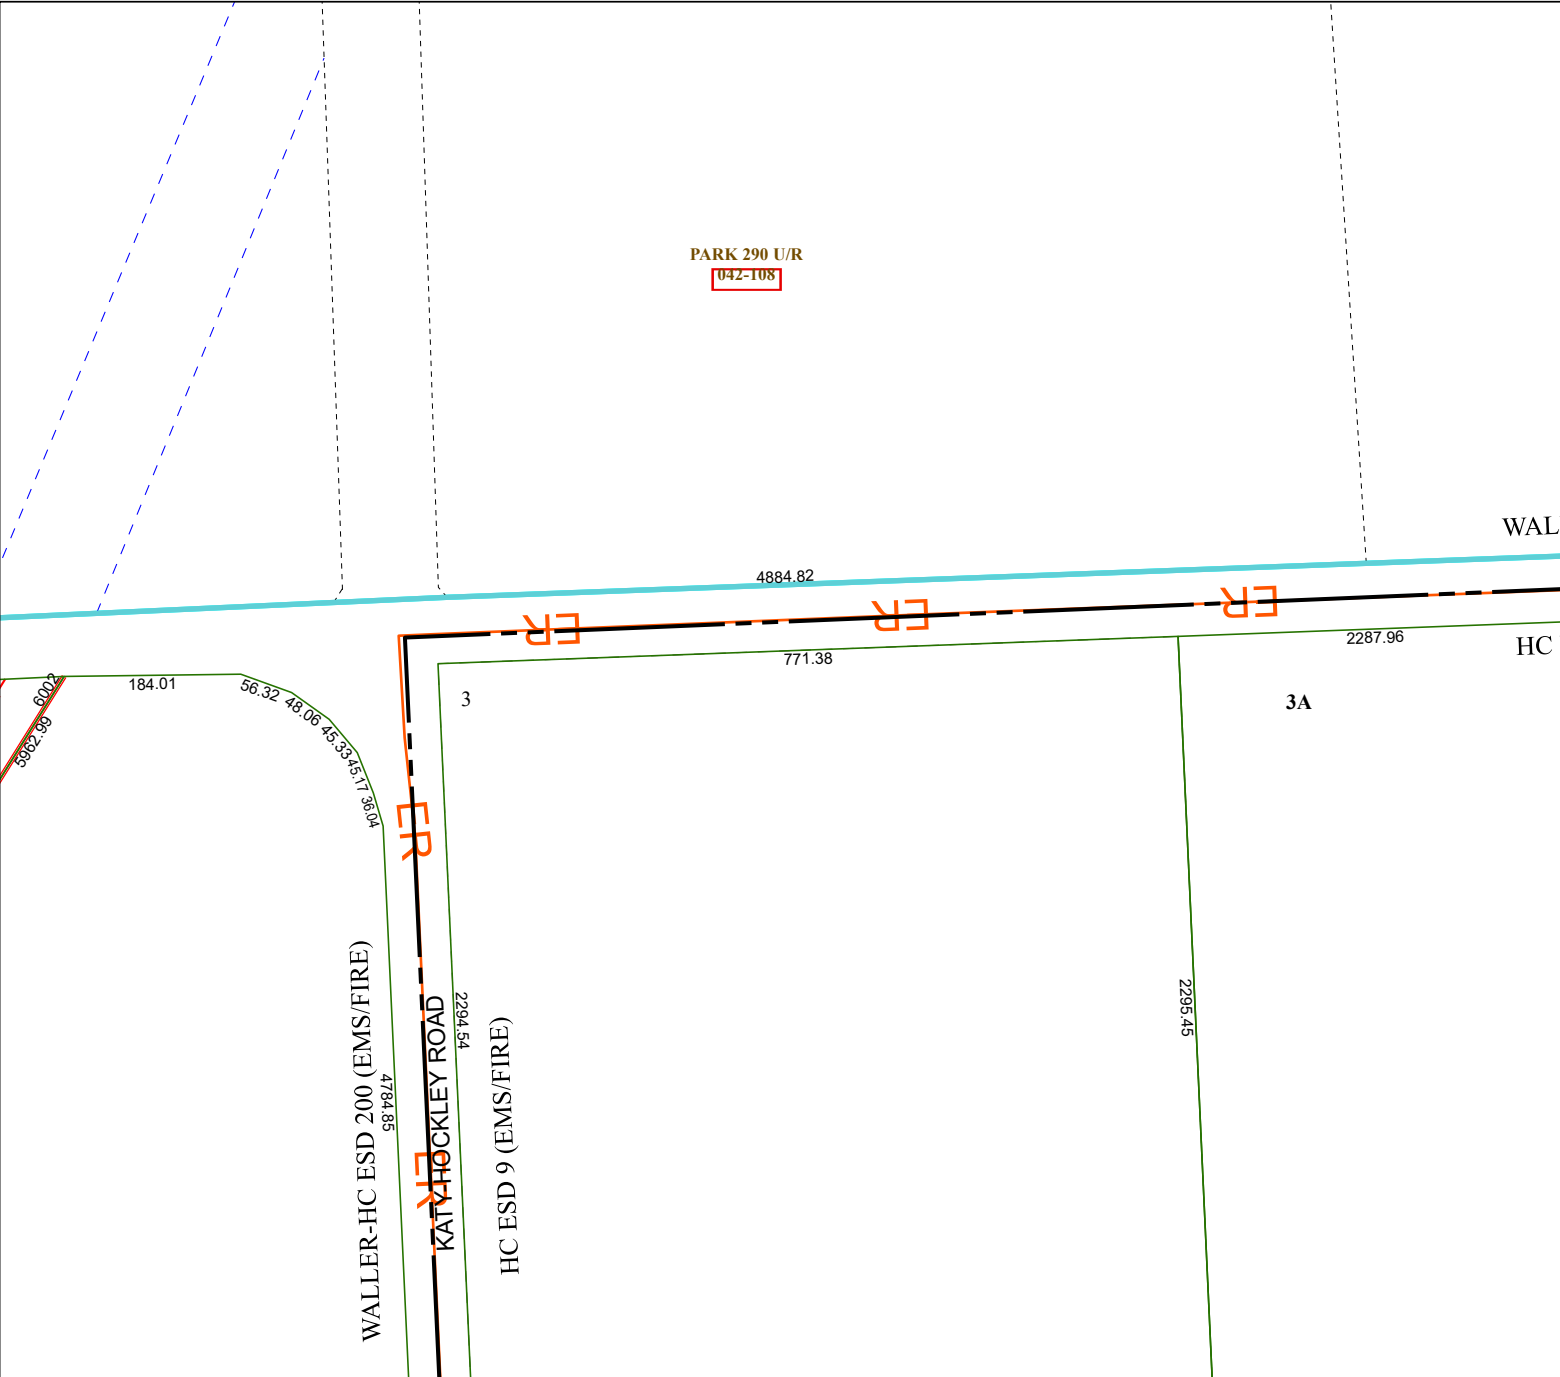 PARK 290 U/R
042-108
WAL
4884.82
ER
ER
ER
2287.96
HC
771.38
184.01
6002
5962.99
56.32
48.06
45.33
45.17
36.04
3
3A
ER
2294.54
2295.45
WALLER-HC ESD 200 (EMS/FIRE)
4784.85
KATY-HOCKLEY ROAD
HC ESD 9 (EMS/FIRE)
ER